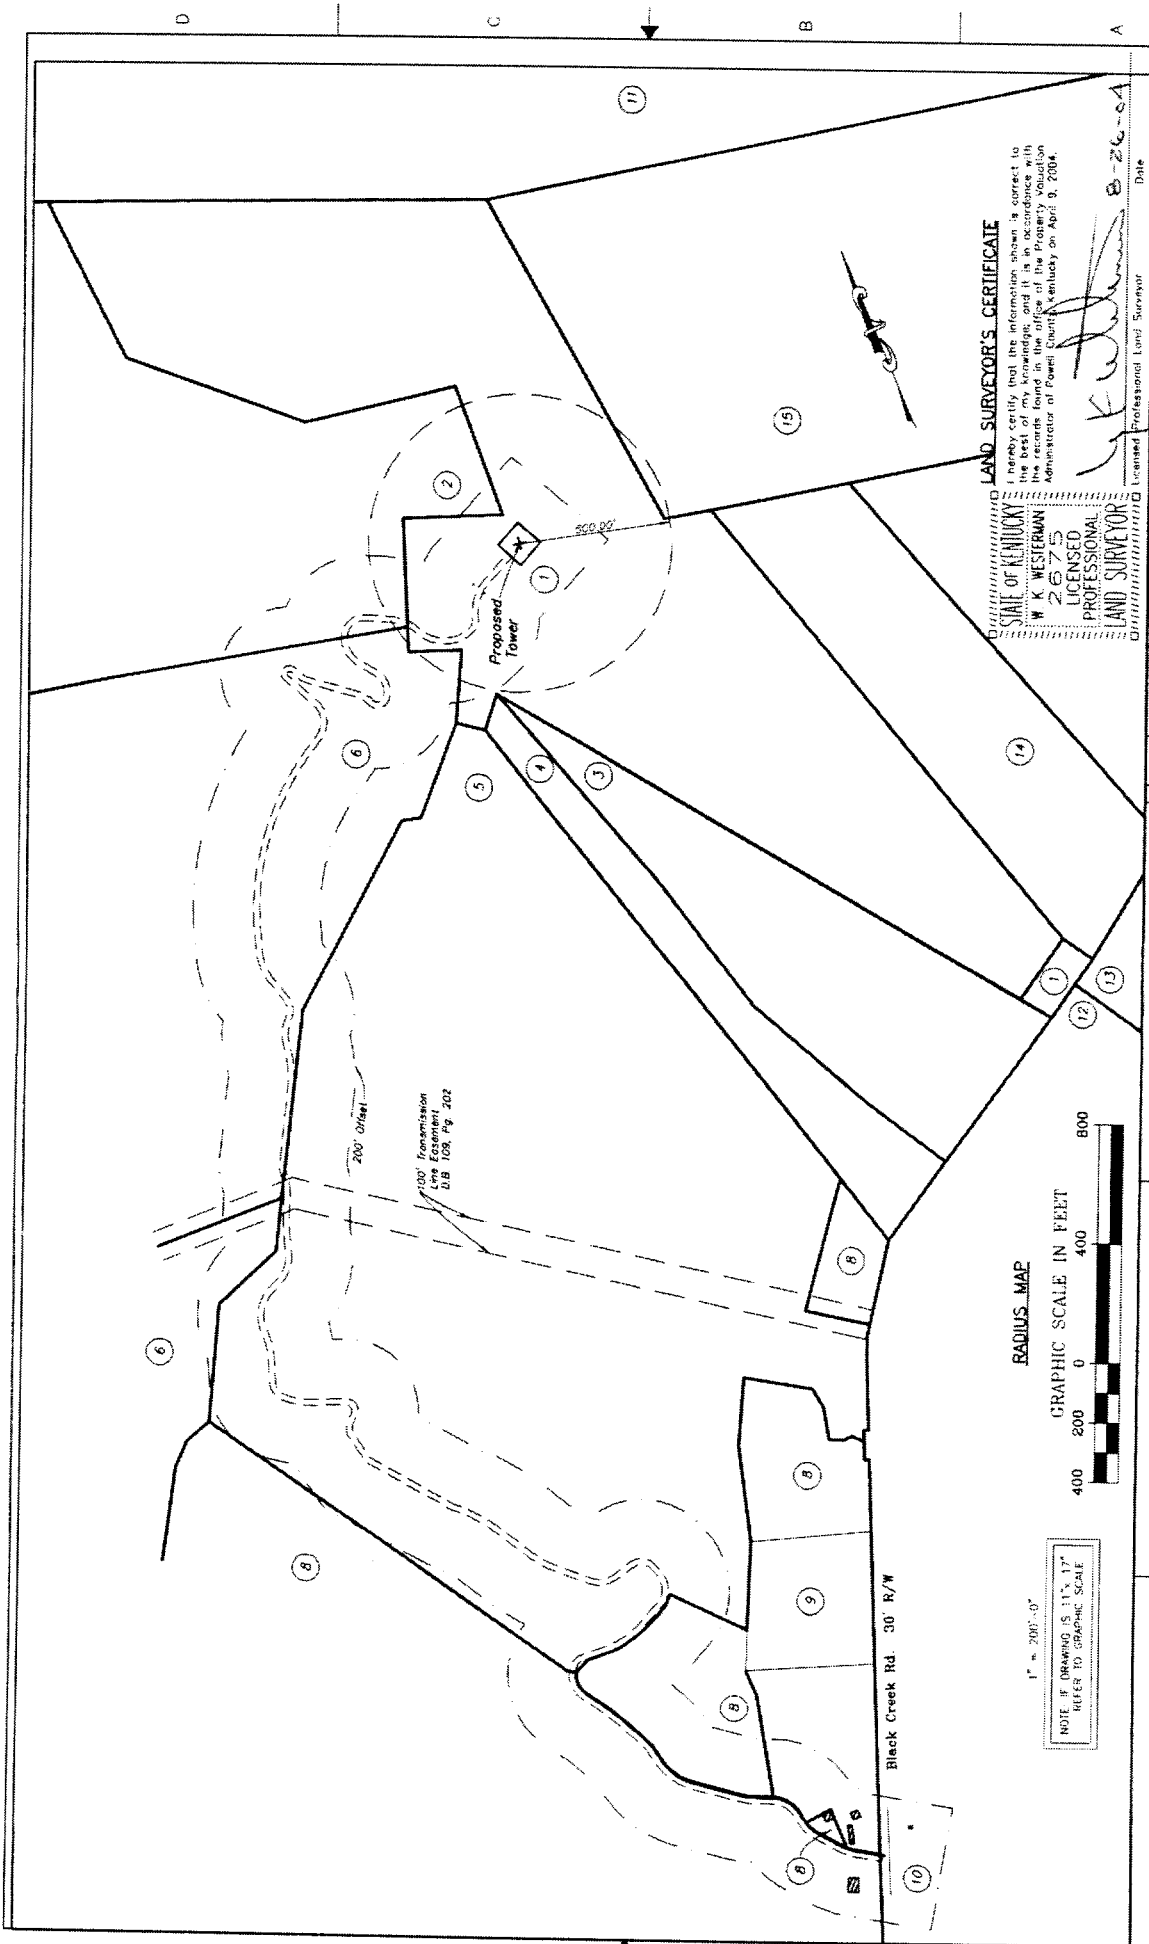 D
C
B
A
11
2
1
Proposed
Tower
500.00'
15
6
5
4
3
14
1
13
12
200' Offset
100' Transmission
Line Easement
D.B 109, Pg. 202
6
8
8
8
9
8
8
10
Black Creek Rd. 30' R/W
LAND SURVEYOR'S CERTIFICATE
I hereby certify that the information shown is correct to
the best of my knowledge; and it is in accordance with
the records found in the office of the Property Valuation
Administrator of Powell County, Kentucky on April 9, 2004.
8-26-04
Licensed Professional Land Surveyor Date
STATE OF KENTUCKY
W. K. WESTERMAN
2675
LICENSED
PROFESSIONAL
LAND SURVEYOR
RADIUS MAP
GRAPHIC SCALE IN FEET
400 200 0 400 800
1" = 200'-0"
NOTE: IF DRAWING IS 11"x 17"
REFER TO GRAPHIC SCALE